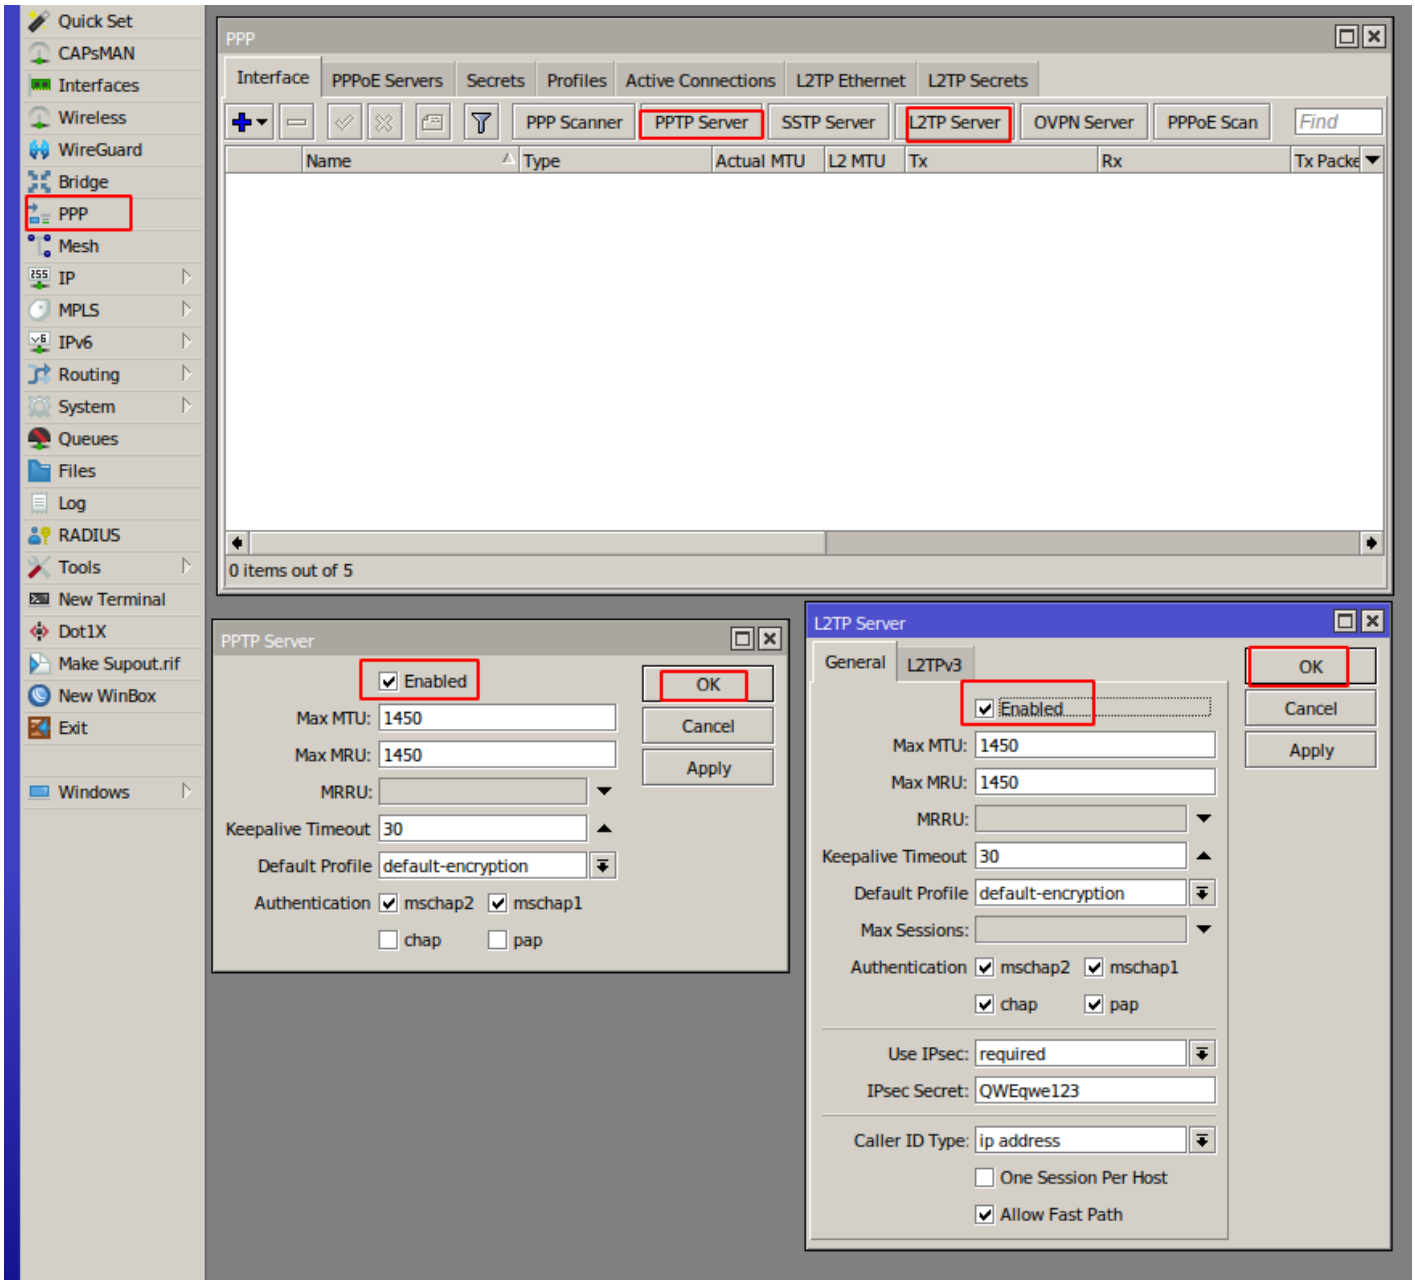 Quick Set
CAPsMAN
Interfaces
Wireless
WireGuard
Bridge
PPP
Mesh
255 IP
MPLS
v6 IPv6
Routing
System
Queues
Files
Log
RADIUS
Tools
New Terminal
Dot1X
Make Supout.rif
New WinBox
Exit
Windows
PPP
Interface PPPoE Servers Secrets Profiles Active Connections L2TP Ethernet L2TP Secrets
PPP Scanner PPTP Server SSTP Server L2TP Server OVPN Server PPPoE Scan Find
Name Type Actual MTU L2 MTU Tx Rx Tx Packe
0 items out of 5
PPTP Server
Enabled OK
Max MTU: 1450 Cancel
Max MRU: 1450 Apply
MRRU:
Keepalive Timeout 30
Default Profile default-encryption
Authentication mschap2 mschap1
chap pap
L2TP Server
General L2TPv3 OK
Enabled Cancel
Max MTU: 1450 Apply
Max MRU: 1450
MRRU:
Keepalive Timeout 30
Default Profile default-encryption
Max Sessions:
Authentication mschap2 mschap1
chap pap
Use IPsec: required
IPsec Secret: QWEqwe123
Caller ID Type: ip address
One Session Per Host
Allow Fast Path